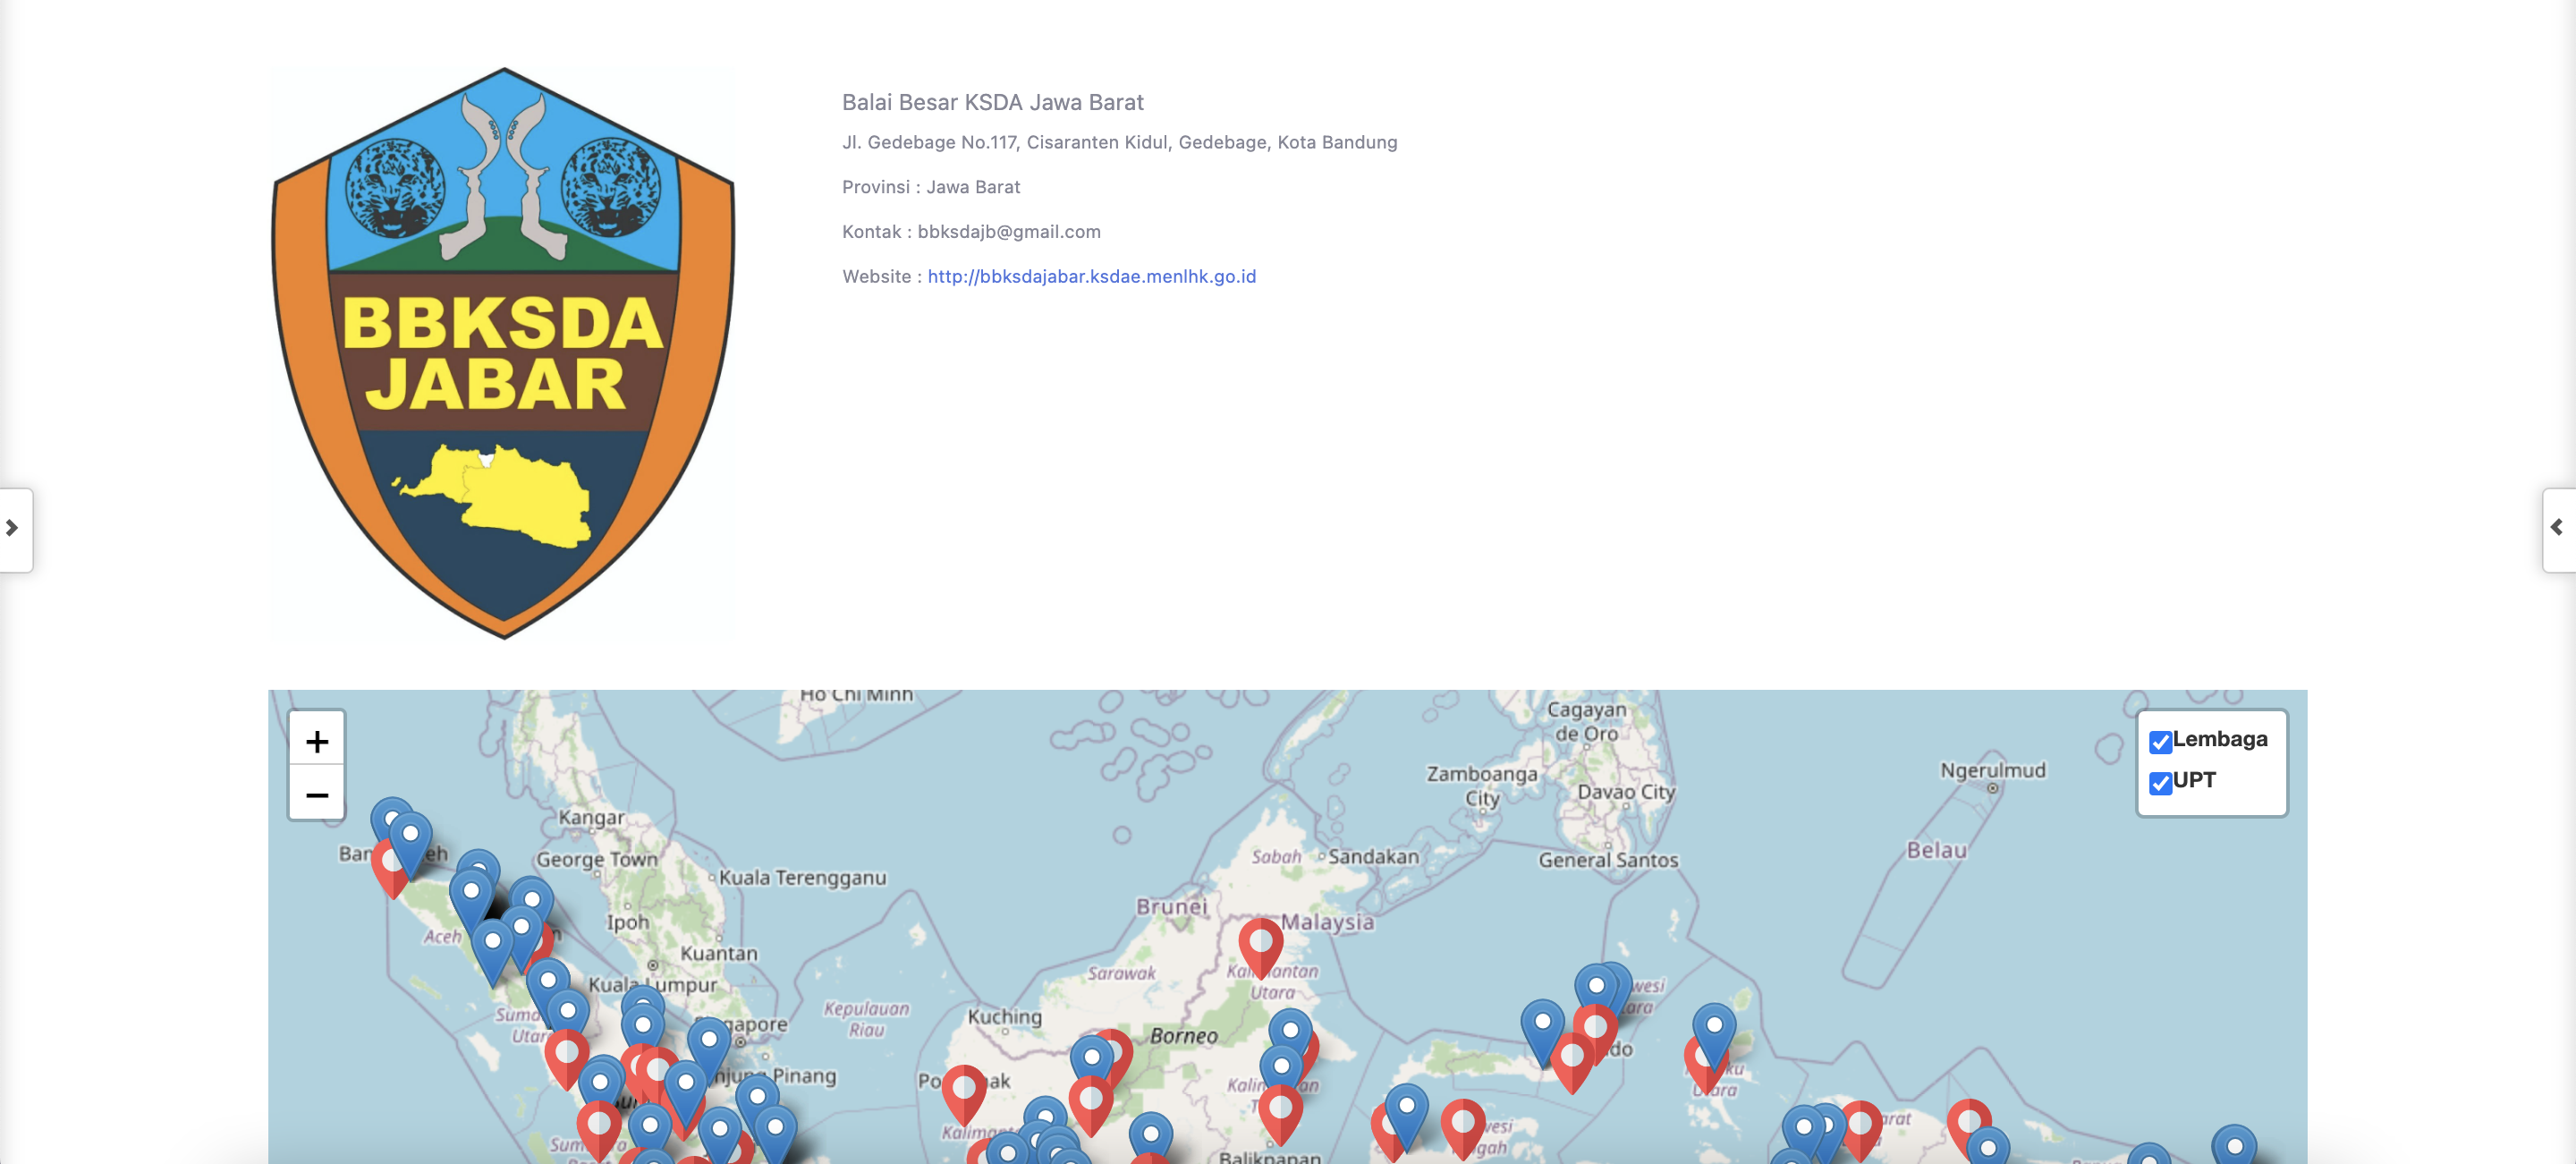 BBKSDA
JABAR
Balai Besar KSDA Jawa Barat
Jl. Gedebage No.117, Cisaranten Kidul, Gedebage, Kota Bandung
Provinsi : Jawa Barat
Kontak : bbksdajb@gmail.com
Website : http://bbksdajabar.ksdae.menlhk.go.id
+
−
Lembaga
UPT
Ho Chi Minh
Cagayan
de Oro
Zamboanga
City
Davao City
General Santos
Ngerulmud
Belau
Kangar
George Town
Kuala Terengganu
Ipoh
Kuantan
Kuala Lumpur
Aceh
Sabah
Sandakan
Brunei
Malaysia
Sarawak
Utara
Kepulauan
Riau
Kuching
Borneo
Balikpapan